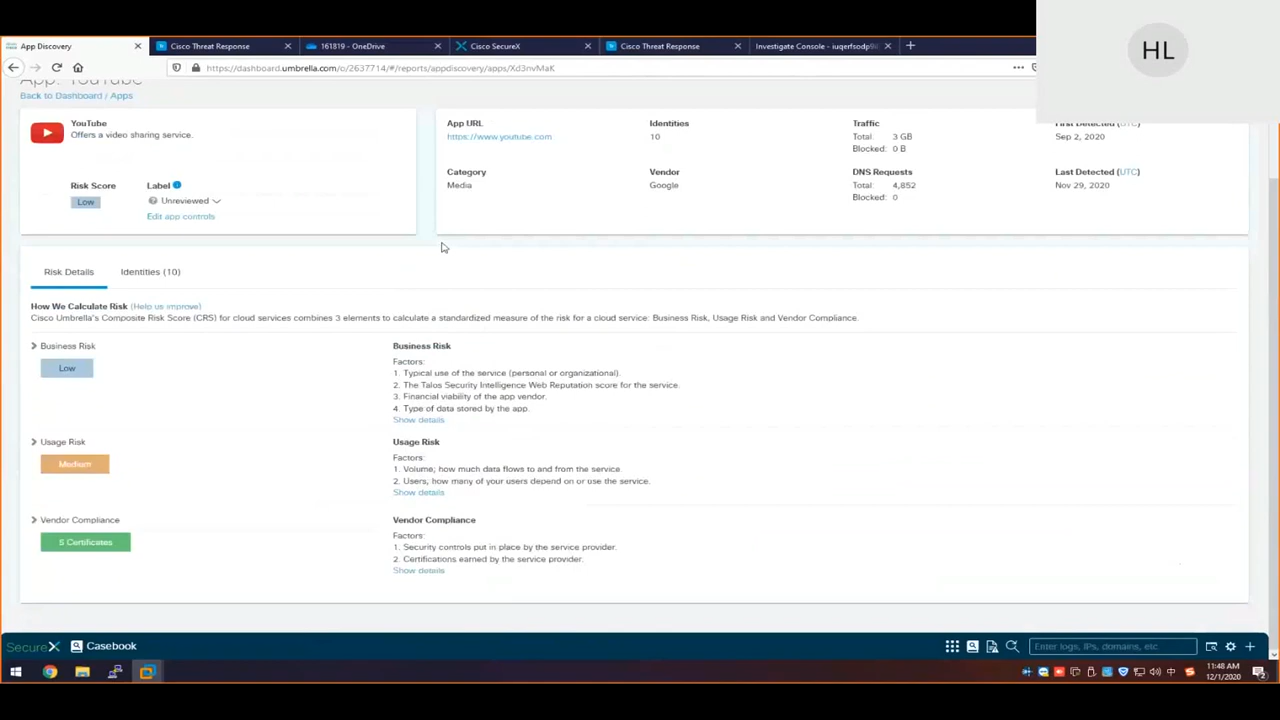 HL
App Discovery
Cisco Threat Response
161819 - OneDrive
Cisco SecureX
Cisco Threat Response
Investigate Console - iuqerfsodp9
https://dashboard.umbrella.com/o/2637714/#/reports/appdiscovery/apps/Xd3nvMaK
App: YouTube
Back to Dashboard / Apps
YouTube
Offers a video sharing service.
Risk Score
Label
Low
Unreviewed
Edit app controls
App URL
https://www.youtube.com
Identities
10
Traffic
Total: 3 GB
Blocked: 0 B
First Detected (UTC)
Sep 2, 2020
Category
Media
Vendor
Google
DNS Requests
Total: 4,852
Blocked: 0
Last Detected (UTC)
Nov 29, 2020
Risk Details
Identities (10)
How We Calculate Risk (Help us improve)
Cisco Umbrella's Composite Risk Score (CRS) for cloud services combines 3 elements to calculate a standardized measure of the risk for a cloud service: Business Risk, Usage Risk and Vendor Compliance.
Business Risk
Low
Business Risk
Factors:
1. Typical use of the service (personal or organizational).
2. The Talos Security Intelligence Web Reputation score for the service.
3. Financial viability of the app vendor.
4. Type of data stored by the app.
Show details
Usage Risk
Medium
Usage Risk
Factors:
1. Volume; how much data flows to and from the service.
2. Users, how many of your users depend on or use the service.
Show details
Vendor Compliance
5 Certificates
Vendor Compliance
Factors:
1. Security controls put in place by the service provider.
2. Certifications earned by the service provider.
Show details
SecureX
Casebook
Enter logs, IPs, domains, etc
中
11:48 AM
12/1/2020
2